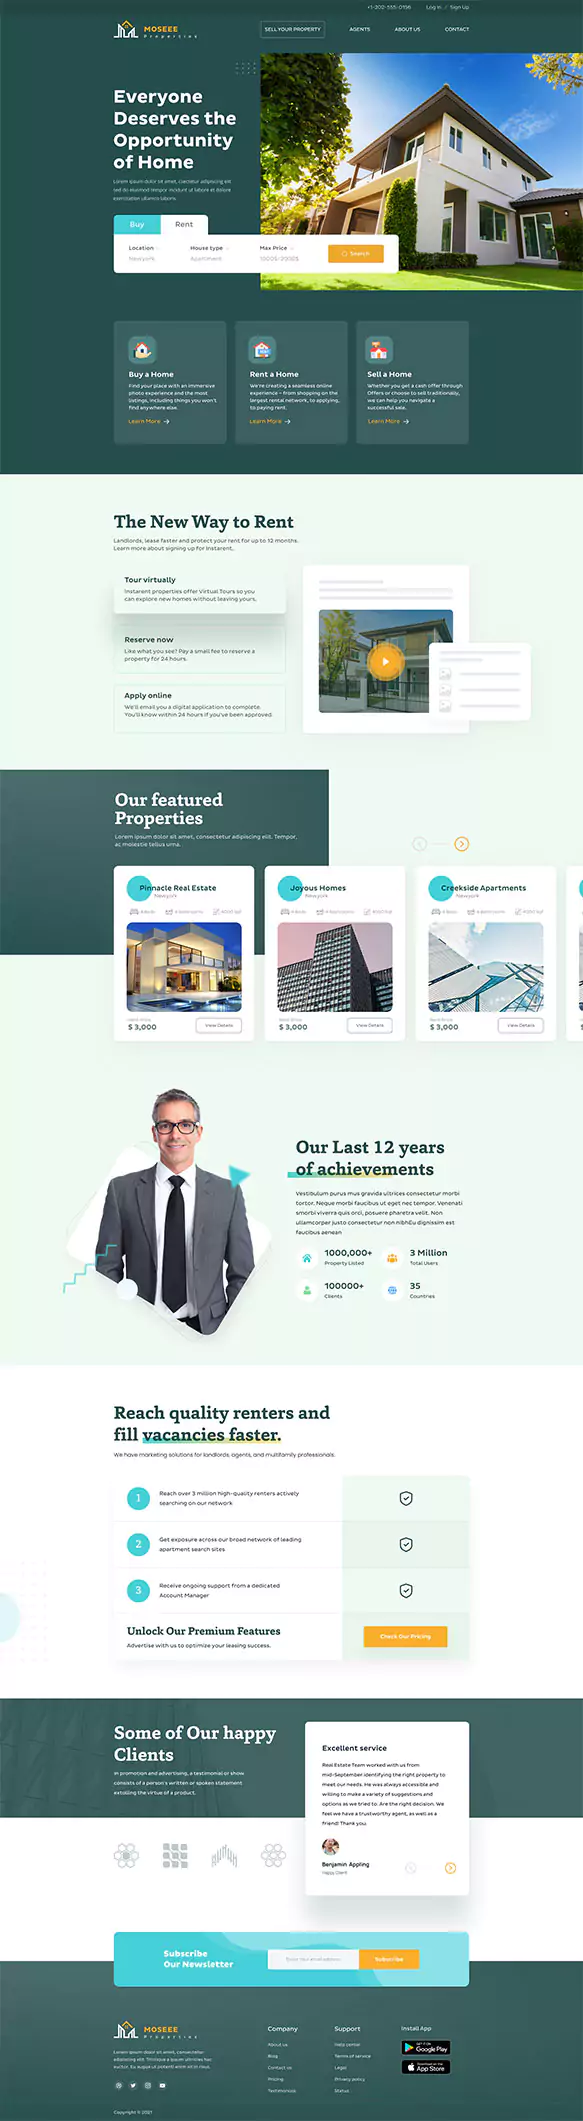 +1-202-555-0156 Log In / Sign Up
MOSEEE
Properties
SELL YOUR PROPERTY AGENTS ABOUT US CONTACT
Everyone
Deserves the
Opportunity
of Home
Lorem ipsum dolor sit amet, consectetur adipiscing elit
sed do eiusmod tempor incidunt ut labore et dolore
exercitation ullamco laboris
Buy Rent
Location House type Max Price
Newyork Apartment
Search
Buy a Home
Find your place with an immersive
photo experience and the most
listings, including things you won't
find anywhere else.
Learn More
Rent a Home
We're creating a seamless online
experience – from shopping on the
largest rental network, to applying,
to paying rent.
Learn More
Sell a Home
Whether you get a cash offer through
Offers or choose to sell traditionally,
we can help you navigate a
successful sale.
Learn More
The New Way to Rent
Landlords, lease faster and protect your rent for up to 12 months.
Learn more about signing up for Instarent.
Tour virtually
Instarent properties offer Virtual Tours so you
can explore new homes without leaving yours.
Reserve now
Like what you see? Pay a small fee to reserve a
property for 24 hours.
Apply online
We'll email you a digital application to complete.
You'll know within 24 hours if you've been approved
Our featured
Properties
Lorem ipsum dolor sit amet, consectetur adipiscing elit. Tempor,
ac molestie tellus urna.
Pinnacle Real Estate
Newyork
$ 3,000
View Details
Joyous Homes
Newyork
$ 3,000
View Details
Creekside Apartments
Newyork
$ 3,000
View Details
Our Last 12 years
of achievements
Vestibulum purus mus gravida ultrices consectetur morbi
tortor. Neque morbi faucibus ut eget nec tempor. Venenati
smorbi viverra quis orci, posuere pharetra velit. Non
ullamcorper justo consectetur non nibhEu dignissim est
faucibus aenean
1000,000+
Property Listed
3 Million
Total Users
100000+
Clients
35
Countries
Reach quality renters and
fill vacancies faster.
We have marketing solutions for landlords, agents, and multifamily professionals.
1
Reach over 3 million high-quality renters actively
searching on our network
2
Get exposure across our broad network of leading
apartment search sites
3
Receive ongoing support from a dedicated
Account Manager
Unlock Our Premium Features
Advertise with us to optimize your leasing success.
Check Our Pricing
Some of Our happy
Clients
In promotion and advertising, a testimonial or show
consists of a person's written or spoken statement
extolling the virtue of a product.
Excellent service
Real Estate Team worked with us from
mid-September identifying the right property to
meet our needs. He was always accessible and
willing to make a variety of suggestions and
options as we tried to. Are the right decision. We
feel we have a trustworthy agent, as well as a
friend! Thank you.
Benjamin Appling
Happy Client
Subscribe
Our Newsletter
Enter your email address
Subscribe
MOSEEE
Properties
Lorem ipsum dolor sit amet, consectetur
Copyright © 2021
Company
About us
Blog
Contact us
Pricing
Testimonials
Support
Help center
Terms of service
Legal
Privacy policy
Status
Install App
GET IT ON
Google Play
Download on the
App Store